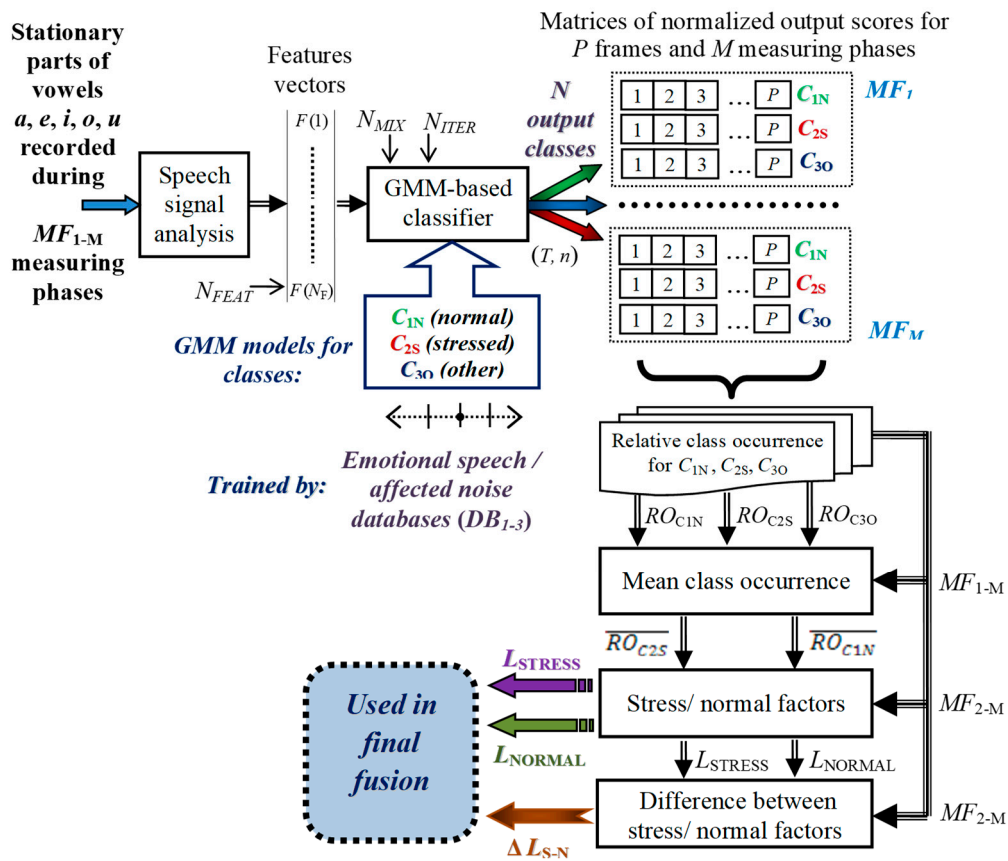 Stationary
parts of
vowels
a, e, i, o, u
recorded
during
MF1-M
measuring
phases
Speech
signal
analysis
Features
vectors
F(1)
F(NF)
NFEAT
NMIX
NITER
GMM-based
classifier
N
output
classes
(T, n)
Matrices of normalized output scores for
P frames and M measuring phases
1 2 3 ... P C1N
1 2 3 ... P C2S
1 2 3 ... P C3O
MF1
1 2 3 ... P C1N
1 2 3 ... P C2S
1 2 3 ... P C3O
MFM
GMM models for
classes:
C1N (normal)
C2S (stressed)
C3O (other)
Trained by:
Emotional speech /
affected noise
databases (DB1-3)
Relative class occurrence
for C1N, C2S, C3O
ROC1N
ROC2S
ROC3O
Mean class occurrence
MF1-M
ROC2S
ROC1N
Stress/ normal factors
MF2-M
LSTRESS
LNORMAL
LSTRESS
LNORMAL
Difference between
stress/ normal factors
MF2-M
Δ LS-N
Used in
final
fusion